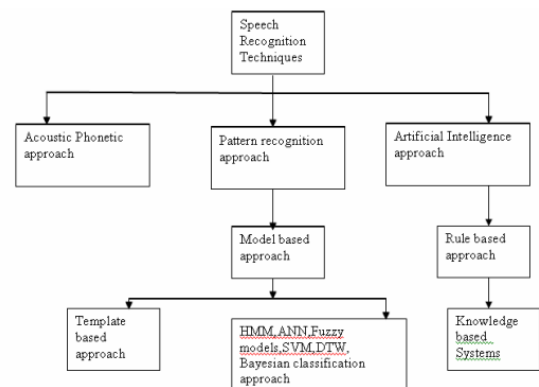 Speech
Recognition
Techniques
Acoustic Phonetic
approach
Pattern recognition
approach
Artificial Intelligence
approach
Model based
approach
Rule based
approach
Template
based
approach
HMM,ANN,Fuzzy
models,SVM,DTW,
Bayesian classification
approach
Knowledge
based
Systems